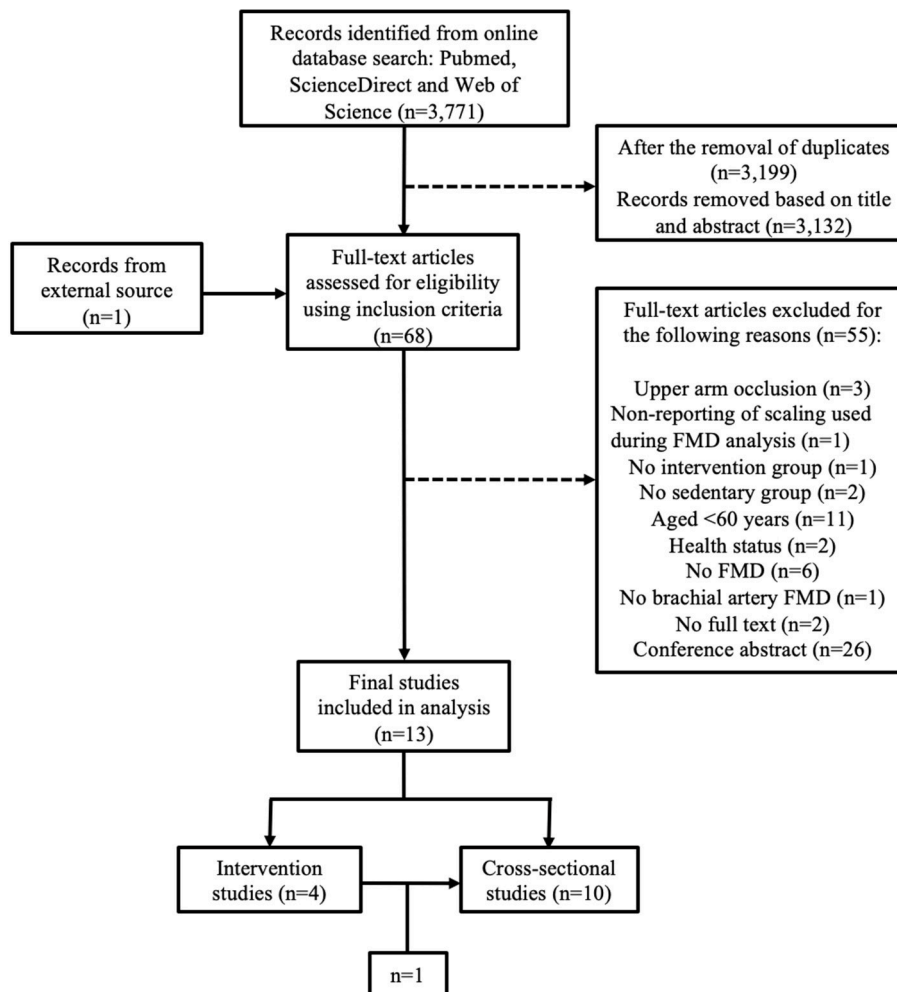 Records identified from online
database search: Pubmed,
ScienceDirect and Web of
Science (n=3,771)
After the removal of duplicates
(n=3,199)
Records removed based on title
and abstract (n=3,132)
Records from
external source
(n=1)
Full-text articles
assessed for eligibility
using inclusion criteria
(n=68)
Full-text articles excluded for
the following reasons (n=55):
Upper arm occlusion (n=3)
Non-reporting of scaling used
during FMD analysis (n=1)
No intervention group (n=1)
No sedentary group (n=2)
Aged <60 years (n=11)
Health status (n=2)
No FMD (n=6)
No brachial artery FMD (n=1)
No full text (n=2)
Conference abstract (n=26)
Final studies
included in analysis
(n=13)
Intervention
studies (n=4)
Cross-sectional
studies (n=10)
n=1